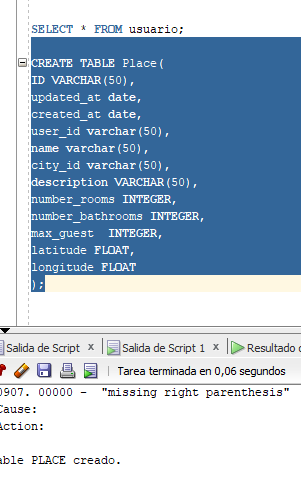 SELECT * FROM usuario;
CREATE TABLE Place(
ID VARCHAR(50),
updated_at date,
created_at date,
user_id varchar(50),
name varchar(50),
city_id varchar(50),
description VARCHAR(50),
number_rooms INTEGER,
number_bathrooms INTEGER,
max_guest  INTEGER,
latitude FLOAT,
longitude FLOAT
);
Salida de Script x Salida de Script 1 x Resultado
Tarea terminada en 0,06 segundos
0907. 00000 -  "missing right parenthesis"
Cause:
Action:
able PLACE creado.